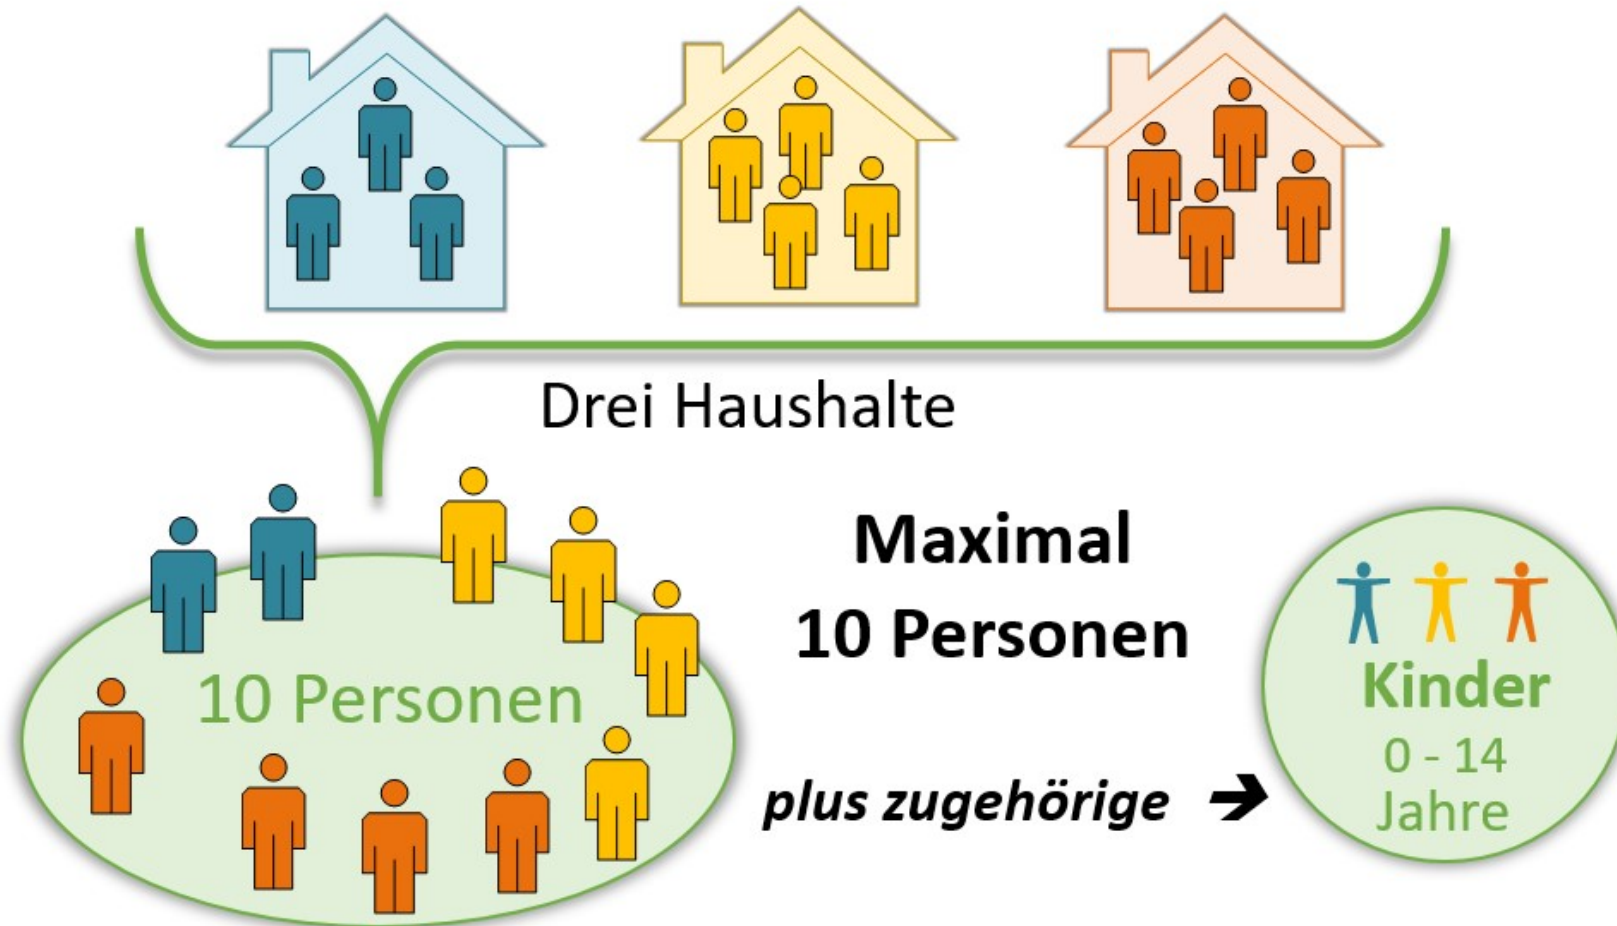 Drei Haushalte
10 Personen
Maximal
10 Personen
plus zugehörige ➔
Kinder
0 - 14
Jahre